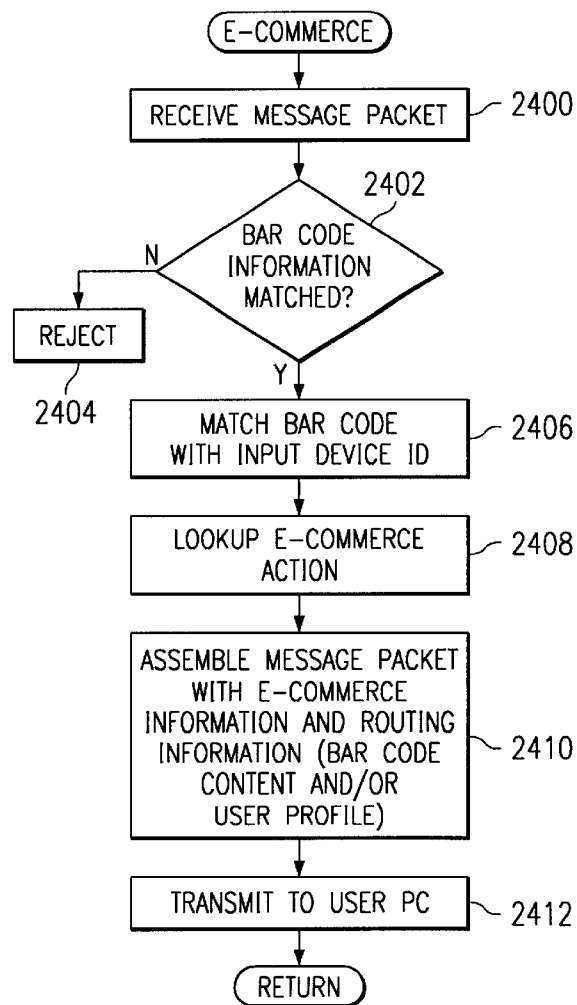 E-COMMERCE
RECEIVE MESSAGE PACKET
2400
2402
BAR CODE
INFORMATION
MATCHED?
N
REJECT
2404
Y
MATCH BAR CODE
WITH INPUT DEVICE ID
2406
LOOKUP E-COMMERCE
ACTION
2408
ASSEMBLE MESSAGE PACKET
WITH E-COMMERCE
INFORMATION AND ROUTING
INFORMATION (BAR CODE
CONTENT AND/OR
USER PROFILE)
2410
TRANSMIT TO USER PC
2412
RETURN